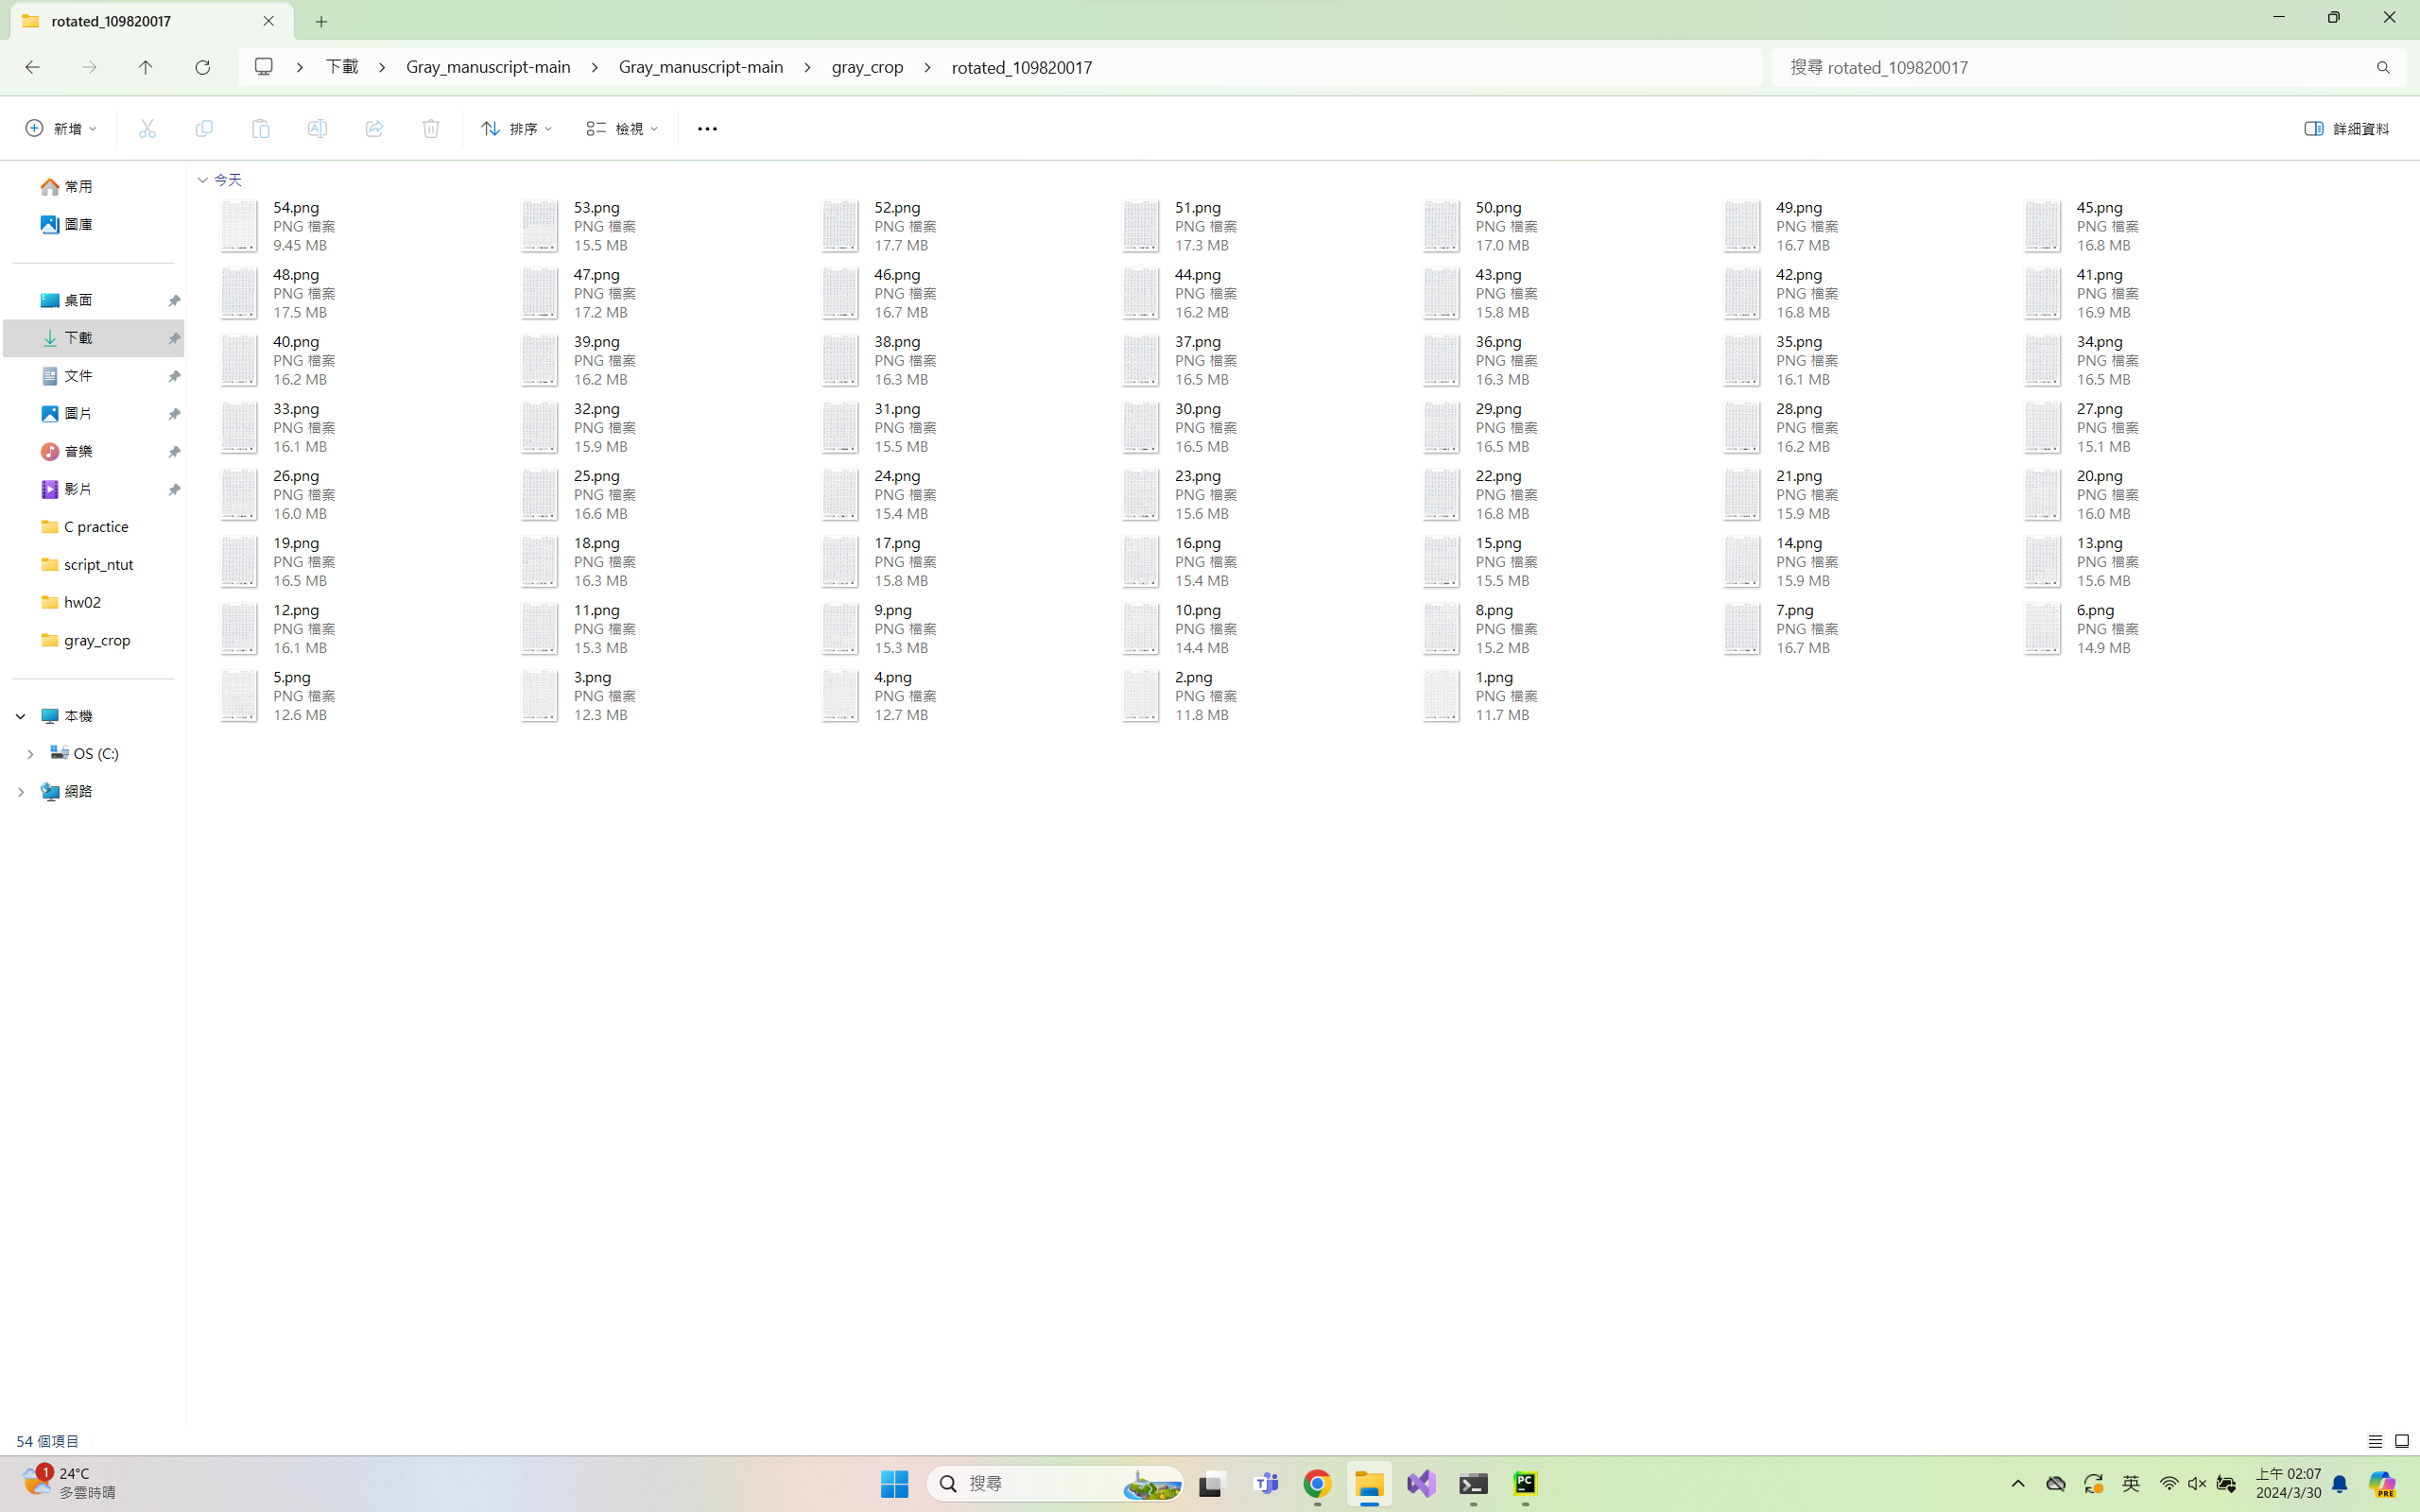 rotated_109820017
下載 Gray_manuscript-main Gray_manuscript-main gray_crop rotated_109820017
搜尋 rotated_109820017
新增 排序 檢視 詳細資料
常用
圖庫
桌面
下載
文件
圖片
音樂
影片
C practice
script_ntut
hw02
gray_crop
本機
OS (C:)
網路
今天
54.png 53.png 52.png 51.png 50.png 49.png 45.png
PNG 檔案 PNG 檔案 PNG 檔案 PNG 檔案 PNG 檔案 PNG 檔案 PNG 檔案
9.45 MB 15.5 MB 17.7 MB 17.3 MB 17.0 MB 16.7 MB 16.8 MB
48.png 47.png 46.png 44.png 43.png 42.png 41.png
PNG 檔案 PNG 檔案 PNG 檔案 PNG 檔案 PNG 檔案 PNG 檔案 PNG 檔案
17.5 MB 17.2 MB 16.7 MB 16.2 MB 15.8 MB 16.8 MB 16.9 MB
40.png 39.png 38.png 37.png 36.png 35.png 34.png
PNG 檔案 PNG 檔案 PNG 檔案 PNG 檔案 PNG 檔案 PNG 檔案 PNG 檔案
16.2 MB 16.2 MB 16.3 MB 16.5 MB 16.3 MB 16.1 MB 16.5 MB
33.png 32.png 31.png 30.png 29.png 28.png 27.png
PNG 檔案 PNG 檔案 PNG 檔案 PNG 檔案 PNG 檔案 PNG 檔案 PNG 檔案
16.1 MB 15.9 MB 15.5 MB 16.5 MB 16.5 MB 16.2 MB 15.1 MB
26.png 25.png 24.png 23.png 22.png 21.png 20.png
PNG 檔案 PNG 檔案 PNG 檔案 PNG 檔案 PNG 檔案 PNG 檔案 PNG 檔案
16.0 MB 16.6 MB 15.4 MB 15.6 MB 16.8 MB 15.9 MB 16.0 MB
19.png 18.png 17.png 16.png 15.png 14.png 13.png
PNG 檔案 PNG 檔案 PNG 檔案 PNG 檔案 PNG 檔案 PNG 檔案 PNG 檔案
16.5 MB 16.3 MB 15.8 MB 15.4 MB 15.5 MB 15.9 MB 15.6 MB
12.png 11.png 9.png 10.png 8.png 7.png 6.png
PNG 檔案 PNG 檔案 PNG 檔案 PNG 檔案 PNG 檔案 PNG 檔案 PNG 檔案
16.1 MB 15.3 MB 15.3 MB 14.4 MB 15.2 MB 16.7 MB 14.9 MB
5.png 3.png 4.png 2.png 1.png
PNG 檔案 PNG 檔案 PNG 檔案 PNG 檔案 PNG 檔案
12.6 MB 12.3 MB 12.7 MB 11.8 MB 11.7 MB
54 個項目
1
24°C
多雲時晴
搜尋
PC
英
上午 02:07
2024/3/30
PRE